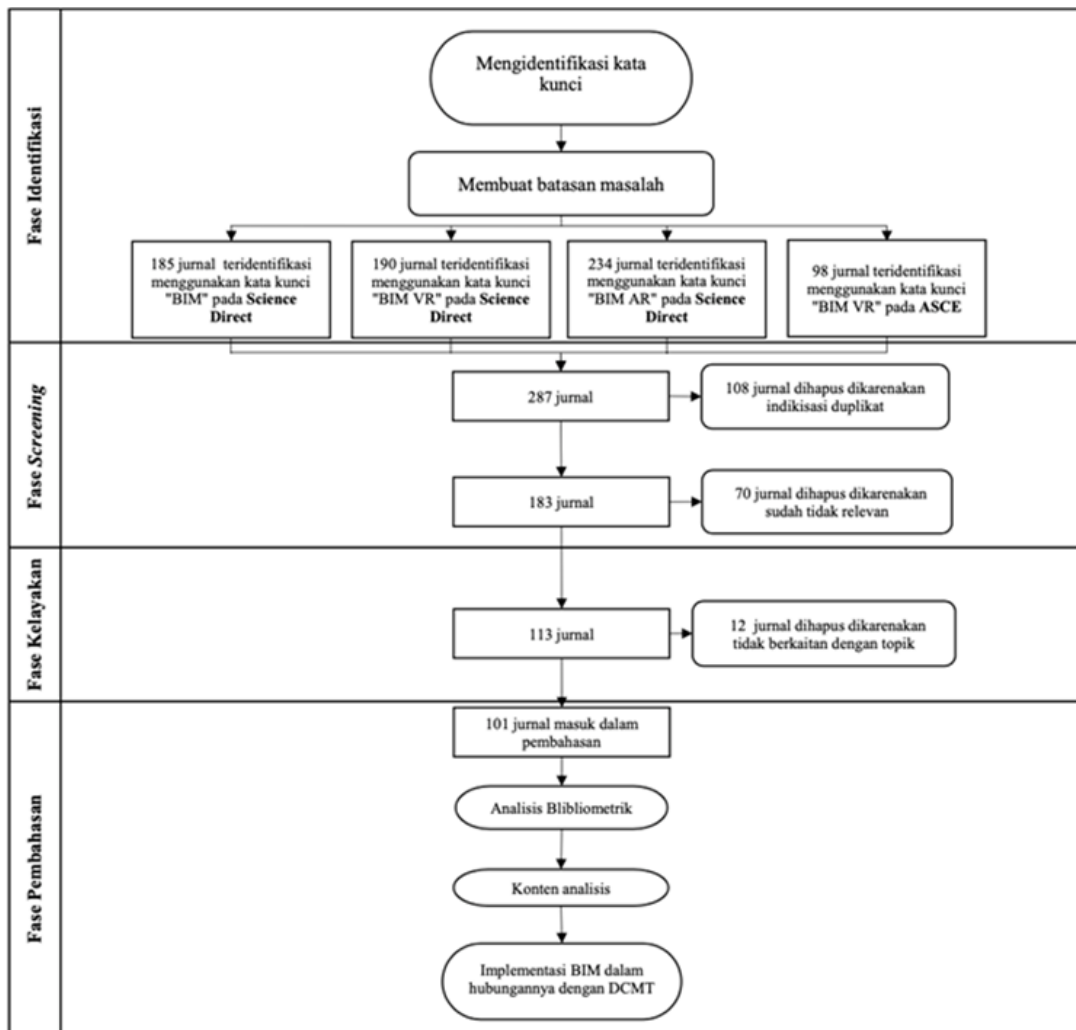 Fase Identifikasi
Mengidentifikasi kata
kunci
Membuat batasan masalah
185 jurnal teridentifikasi
menggunakan kata kunci
"BIM" pada Science
Direct
190 jurnal teridentifikasi
menggunakan kata kunci
"BIM VR" pada Science
Direct
234 jurnal teridentifikasi
menggunakan kata kunci
"BIM AR" pada Science
Direct
98 jurnal teridentifikasi
menggunakan kata kunci
"BIM VR" pada ASCE
Fase Screening
287 jurnal
108 jurnal dihapus dikarenakan
indikisasi duplikat
183 jurnal
70 jurnal dihapus dikarenakan
sudah tidak relevan
Fase Kelayakan
113 jurnal
12 jurnal dihapus dikarenakan
tidak berkaitan dengan topik
Fase Pembahasan
101 jurnal masuk dalam
pembahasan
Analisis Blibliometrik
Konten analisis
Implementasi BIM dalam
hubungannya dengan DCMT